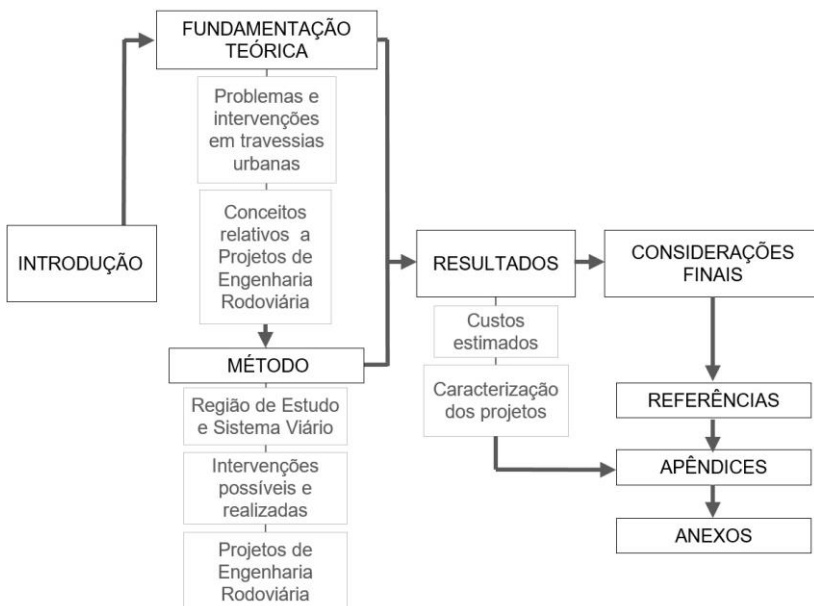 FUNDAMENTAÇÃO
TEÓRICA
Problemas e
intervenções
em travessias
urbanas
Conceitos
relativos a
Projetos de
Engenharia
Rodoviária
INTRODUÇÃO
MÉTODO
Região de Estudo
e Sistema Viário
Intervenções
possíveis e
realizadas
Projetos de
Engenharia
Rodoviária
RESULTADOS
Custos
estimados
Caracterização
dos projetos
CONSIDERAÇÕES
FINAIS
REFERÊNCIAS
APÊNDICES
ANEXOS